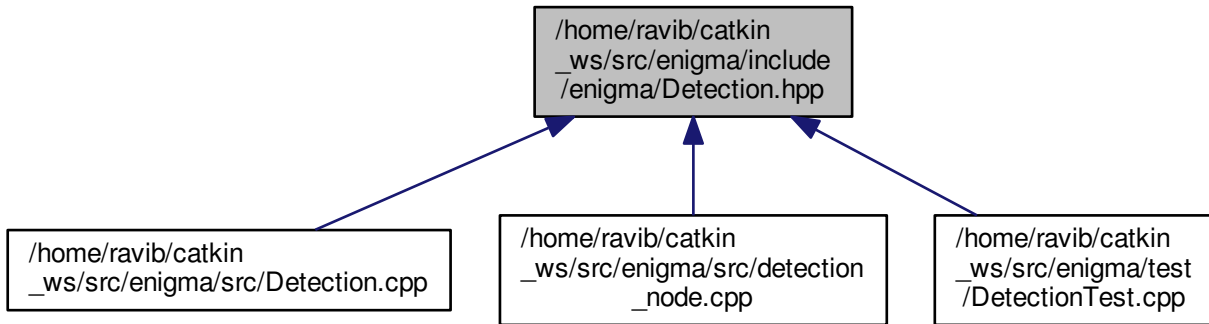 /home/ravib/catkin
_ws/src/enigma/include
/enigma/Detection.hpp
/home/ravib/catkin
_ws/src/enigma/src/Detection.cpp
/home/ravib/catkin
_ws/src/enigma/src/detection
_node.cpp
/home/ravib/catkin
_ws/src/enigma/test
/DetectionTest.cpp